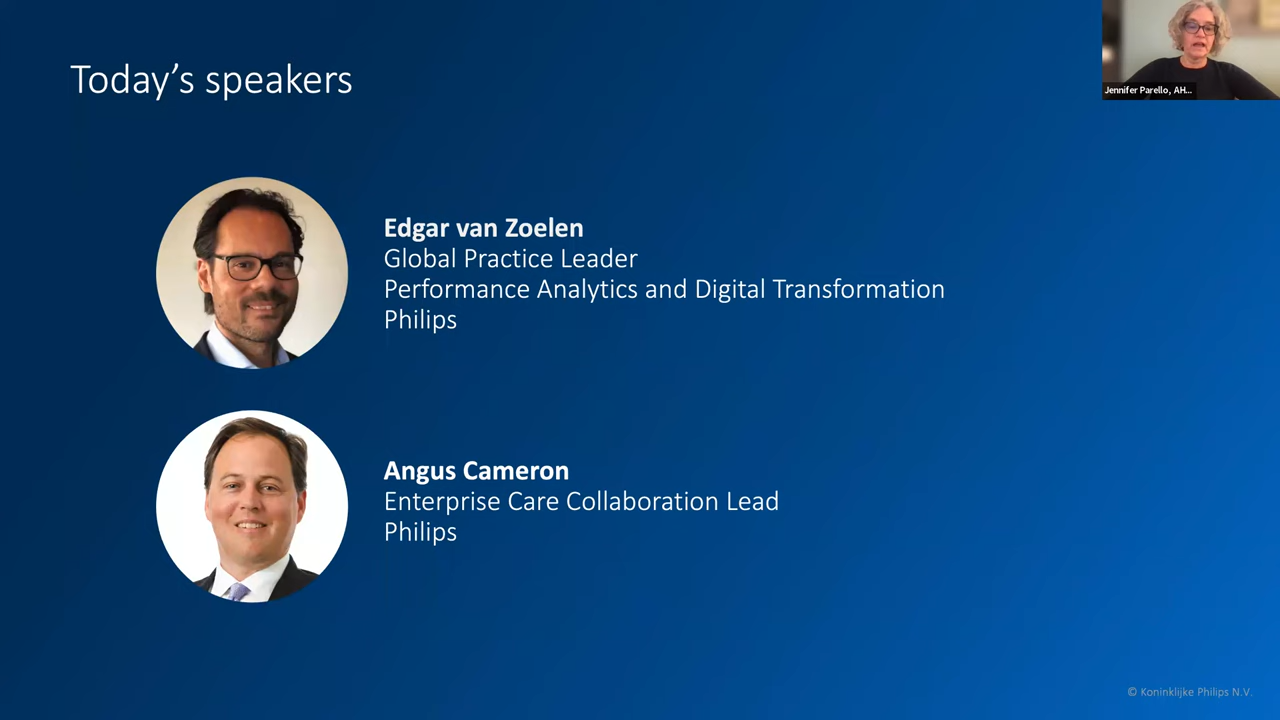 Today's speakers
Jennifer Parello, AH...
Edgar van Zoelen
Global Practice Leader
Performance Analytics and Digital Transformation
Philips
Angus Cameron
Enterprise Care Collaboration Lead
Philips
© Koninklijke Philips N.V.